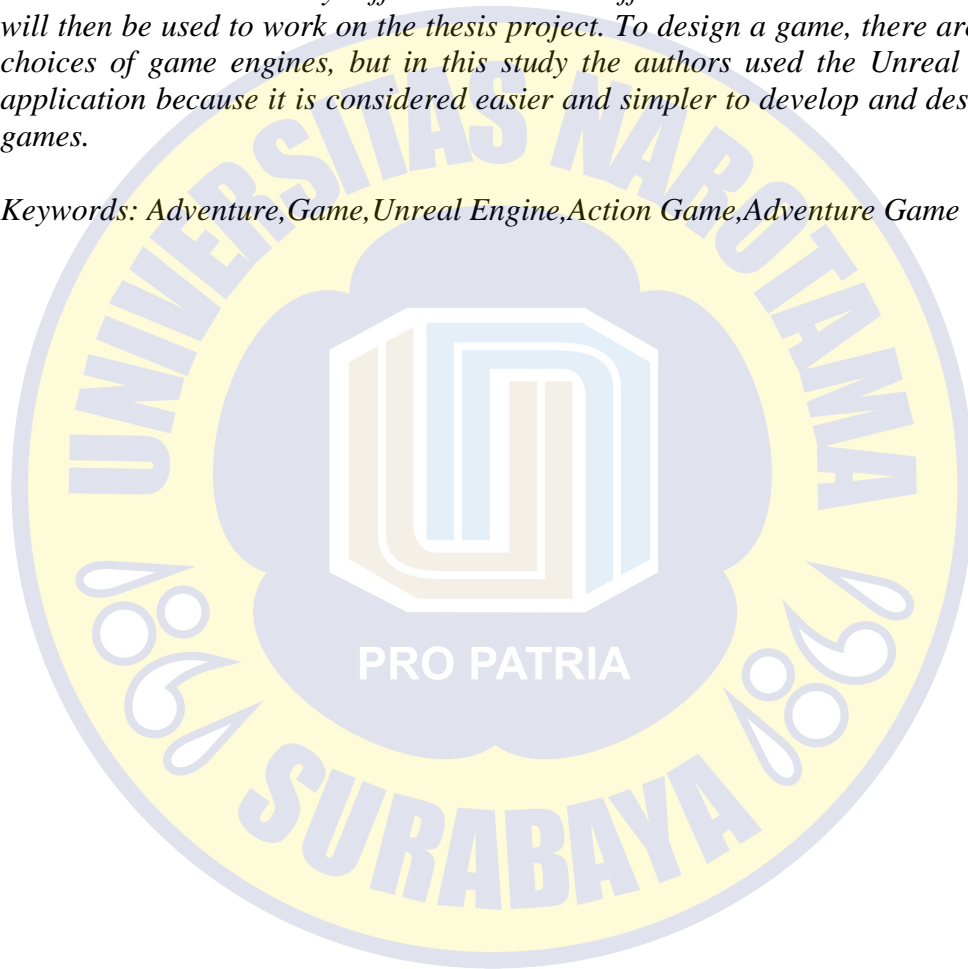 will then be used to work on the thesis project. To design a game, there are
choices of game engines, but in this study the authors used the Unreal
application because it is considered easier and simpler to develop and des
games.
Keywords: Adventure,Game,Unreal Engine,Action Game,Adventure Game
UNIVERSITAS NAROTAMA
PRO PATRIA
SURABAYA